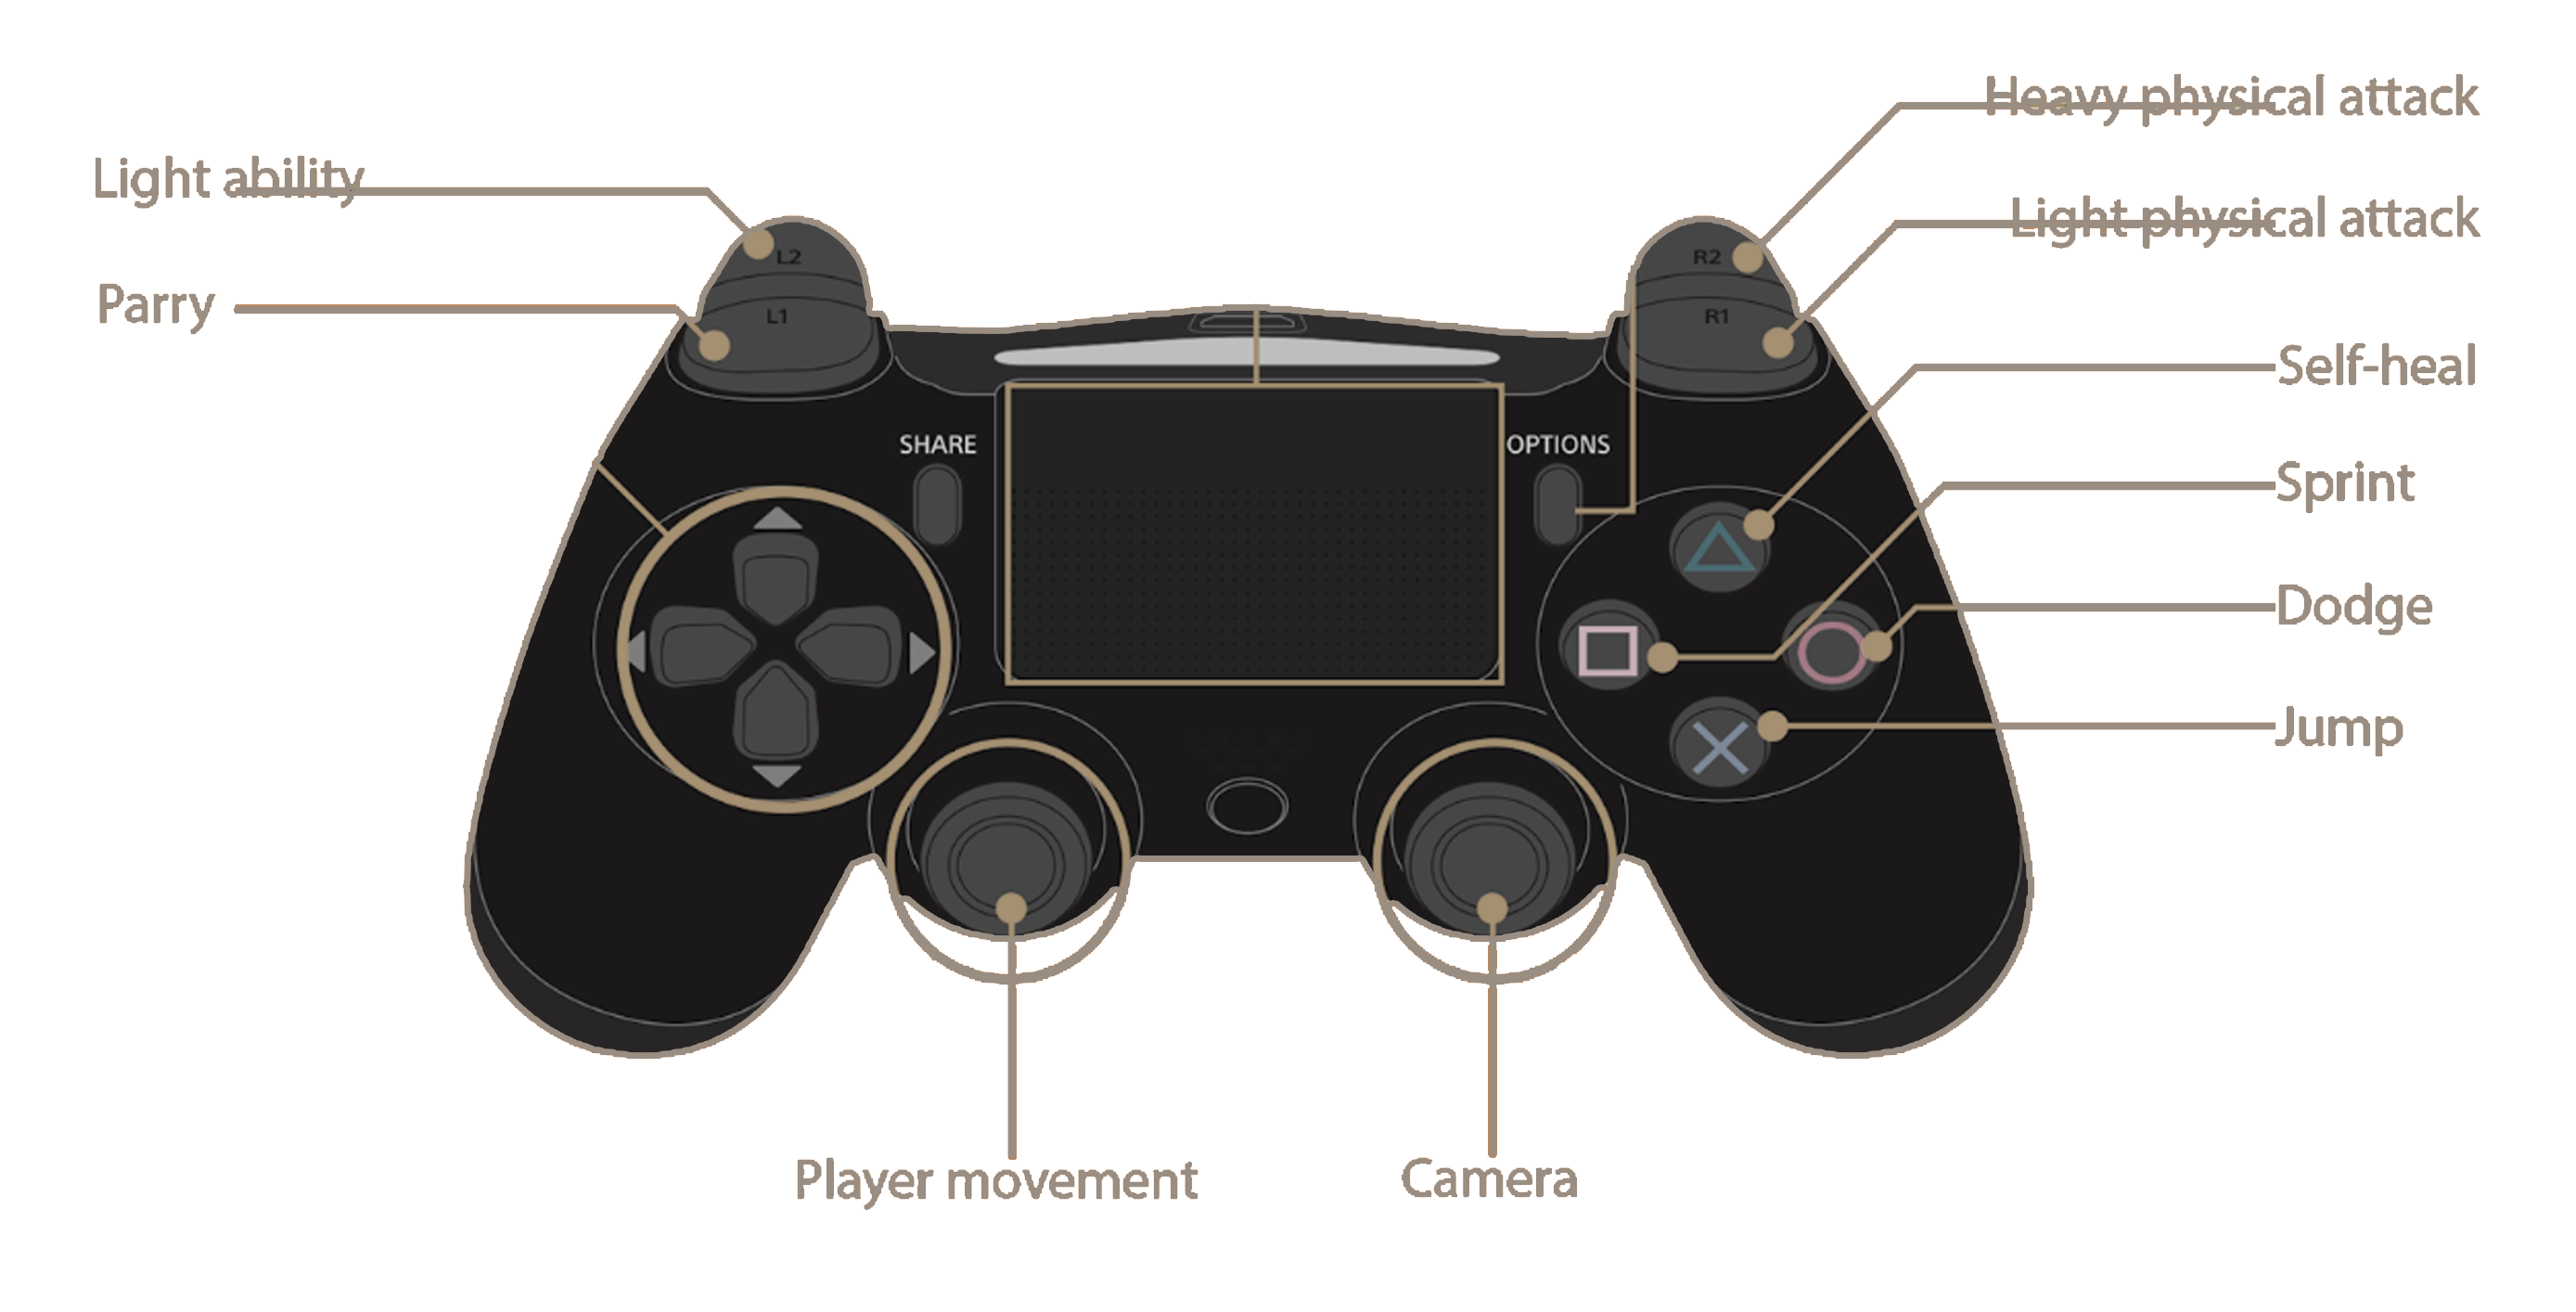 Heavy physical attack
Light ability
Light physical attack
L2
R2
Parry
L1
R1
Self-heal
SHARE
OPTIONS
Sprint
Dodge
Jump
Player movement
Camera